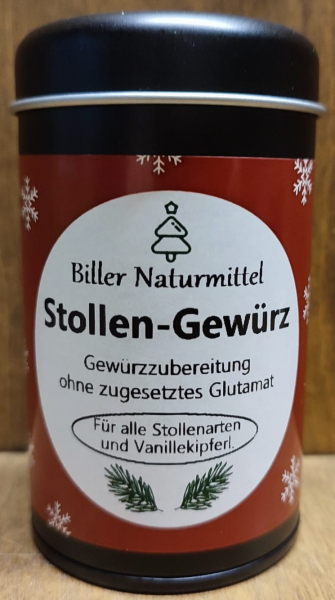 Biller Naturmittel
Stollen-Gewürz
Gewürzzubereitung
ohne zugesetztes Glutamat
Für alle Stollenarten
und Vanillekipferl.